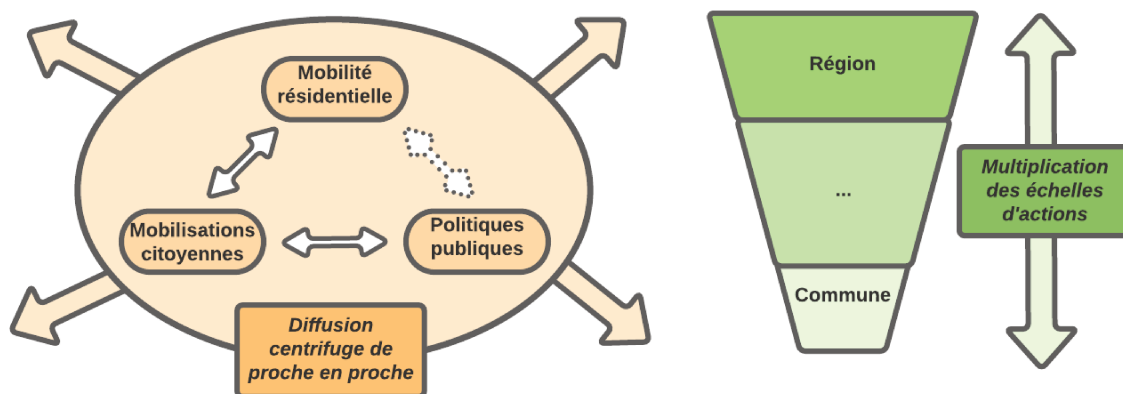 Mobilité
résidentielle
Mobilisations
citoyennes
Politiques
publiques
Diffusion
centrifuge de
proche en proche
Région
...
Commune
Multiplication
des échelles
d'actions